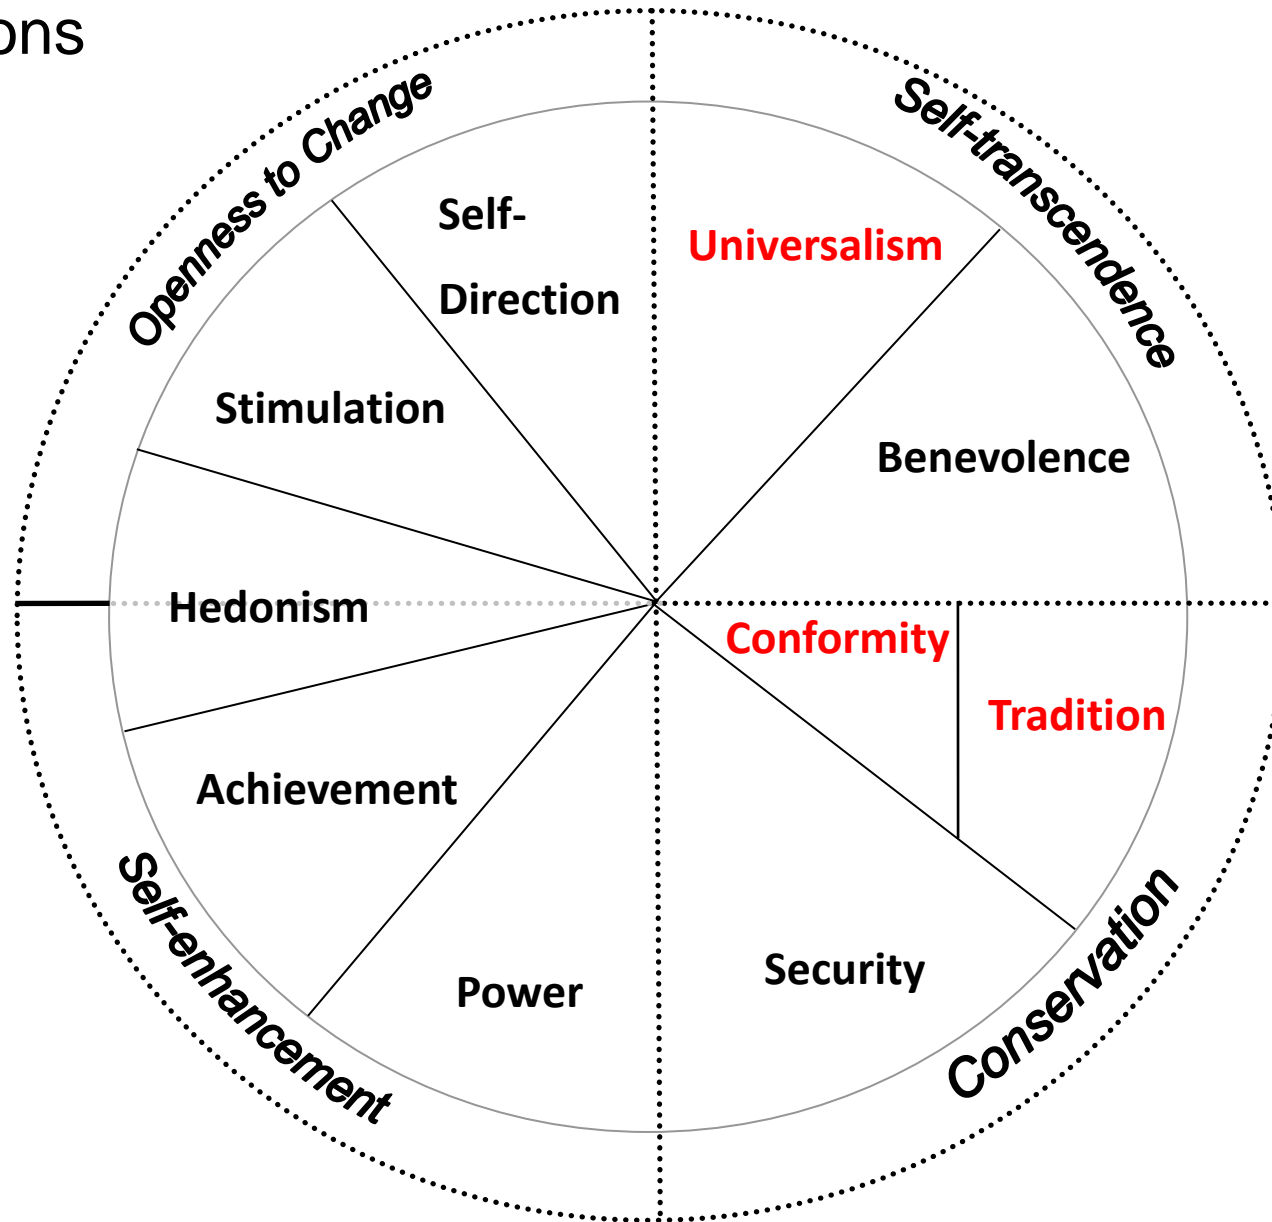 ons
Openness to Change
Self-transcendence
Self-
Direction
Universalism
Stimulation
Benevolence
Hedonism
Conformity
Tradition
Achievement
Power
Security
Self-enhancement
Conservation